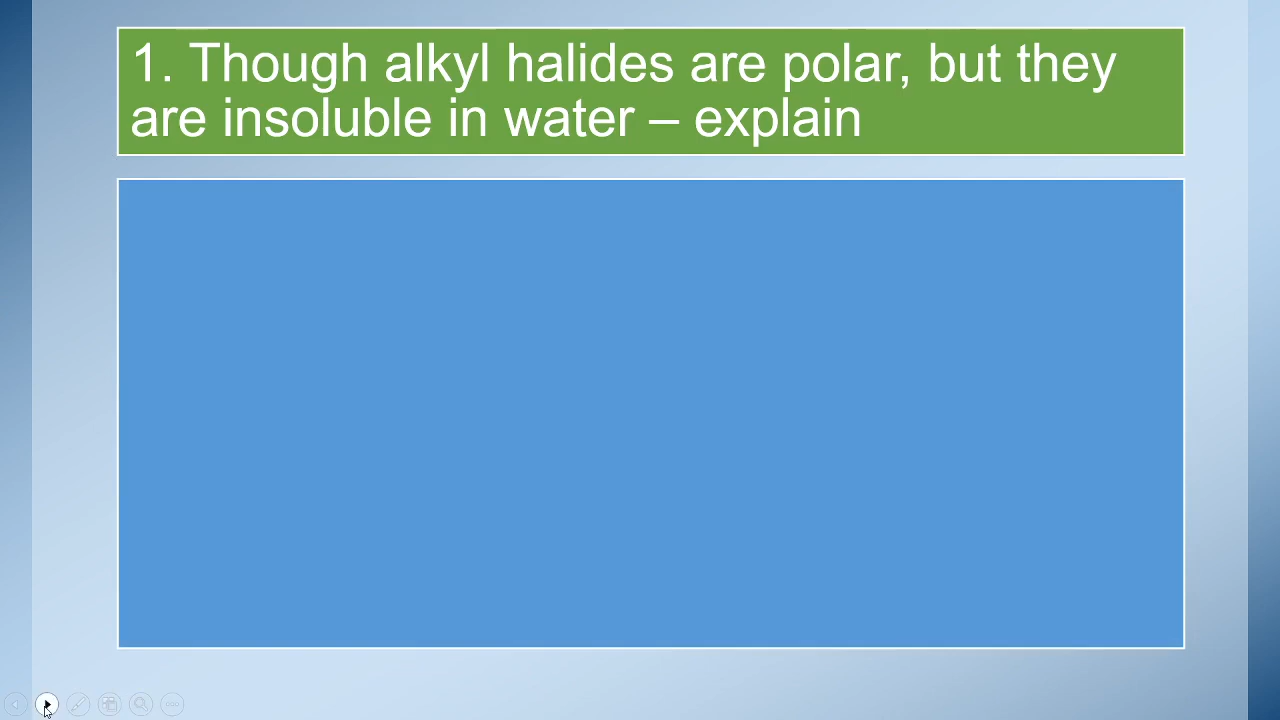 1. Though alkyl halides are polar, but they
are insoluble in water – explain